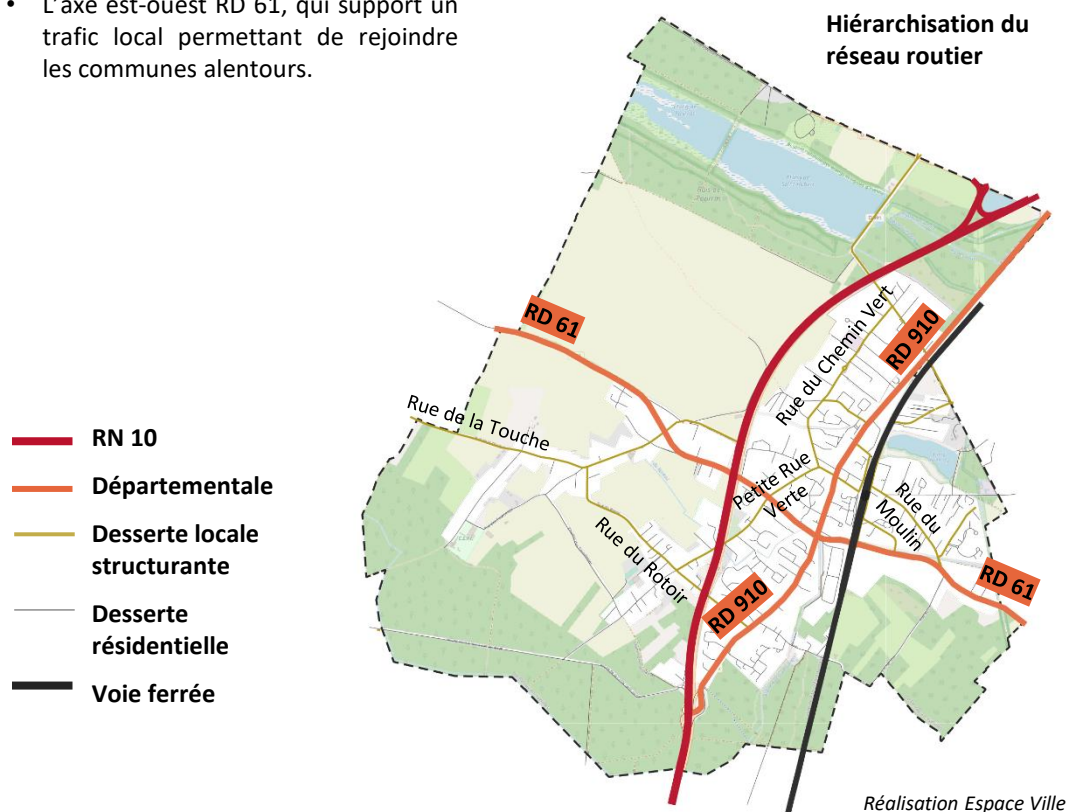 • L'axe est-ouest RD 61, qui support un
trafic local permettant de rejoindre
les communes alentours.
Hiérarchisation du
réseau routier
RD 61
RD 910
Rue du Chemin Vert
Rue de la Touche
Petite Rue
Verte
Rue du
Moulin
Rue du Rotoir
RD 910
RD 61
RN 10
Départementale
Desserte locale
structurante
Desserte
résidentielle
Voie ferrée
Réalisation Espace Ville